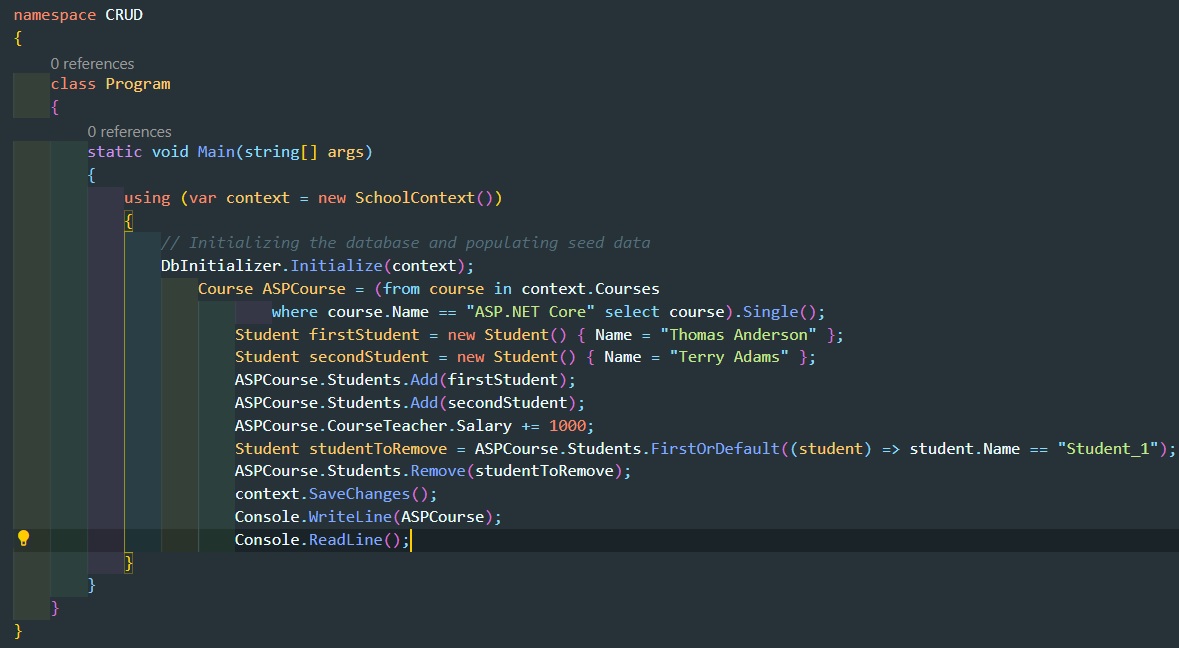 namespace CRUD
{
0 references
class Program
{
0 references
static void Main(string[] args)
{
using (var context = new SchoolContext())
{
// Initializing the database and populating seed data
DbInitializer.Initialize(context);
Course ASPCourse = (from course in context.Courses
where course.Name == "ASP.NET Core" select course).Single();
Student firstStudent = new Student() { Name = "Thomas Anderson" };
Student secondStudent = new Student() { Name = "Terry Adams" };
ASPCourse.Students.Add(firstStudent);
ASPCourse.Students.Add(secondStudent);
ASPCourse.CourseTeacher.Salary += 1000;
Student studentToRemove = ASPCourse.Students.FirstOrDefault((student) => student.Name == "Student_1");
ASPCourse.Students.Remove(studentToRemove);
context.SaveChanges();
Console.WriteLine(ASPCourse);
Console.ReadLine();
}
}
}
}